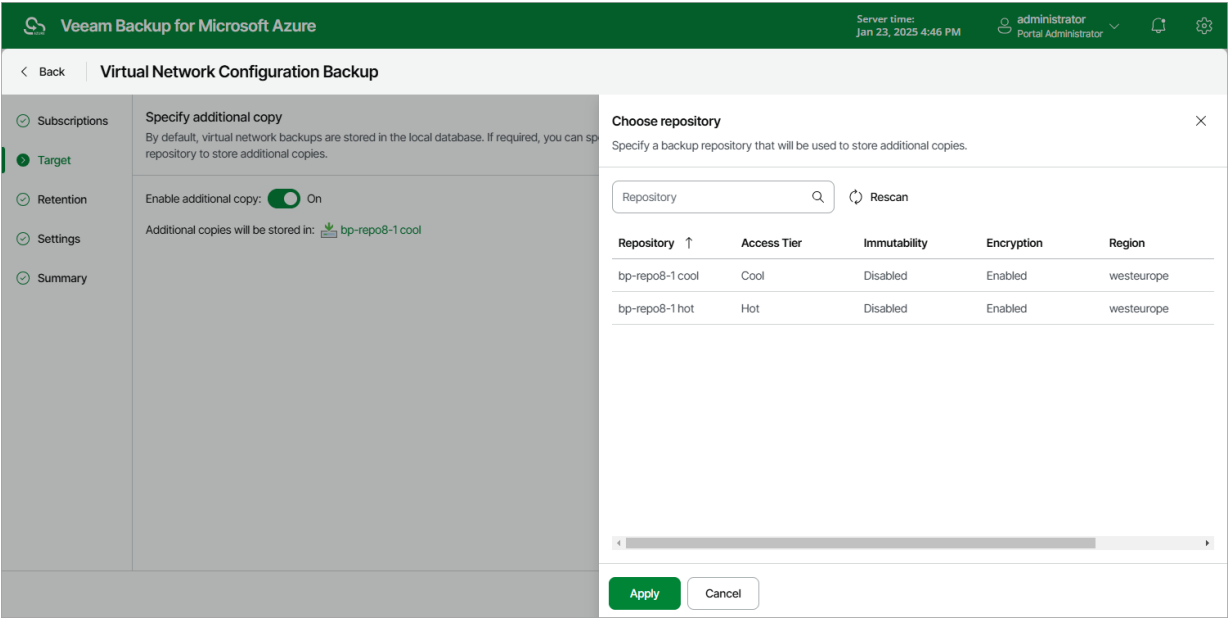 Veeam Backup for Microsoft Azure
Server time:
Jan 23, 2025 4:46 PM
administrator
Portal Administrator
Back
Virtual Network Configuration Backup
Subscriptions
Target
Retention
Settings
Summary
Specify additional copy
By default, virtual network backups are stored in the local database. If required, you can sp
repository to store additional copies.
Enable additional copy: On
Additional copies will be stored in: bp-repo8-1 cool
Choose repository
Specify a backup repository that will be used to store additional copies.
Repository
Rescan
Repository Access Tier Immutability Encryption Region
bp-repo8-1 cool Cool Disabled Enabled westeurope
bp-repo8-1 hot Hot Disabled Enabled westeurope
Apply Cancel